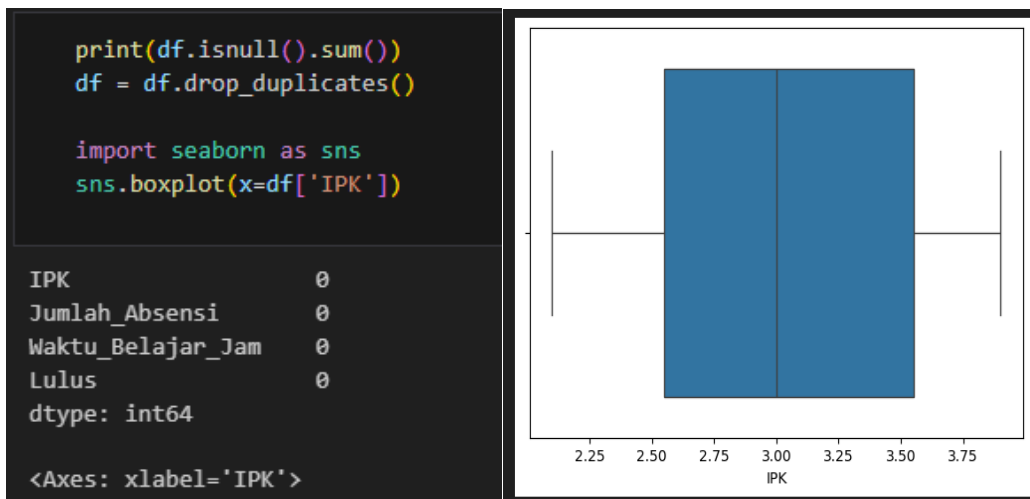 print(df.isnull().sum())
df = df.drop_duplicates()
import seaborn as sns
sns.boxplot(x=df['IPK'])
IPK 0
Jumlah_Absensi 0
Waktu_Belajar_Jam 0
Lulus 0
dtype: int64
<Axes: xlabel='IPK'>
2.25 2.50 2.75 3.00 3.25 3.50 3.75
IPK